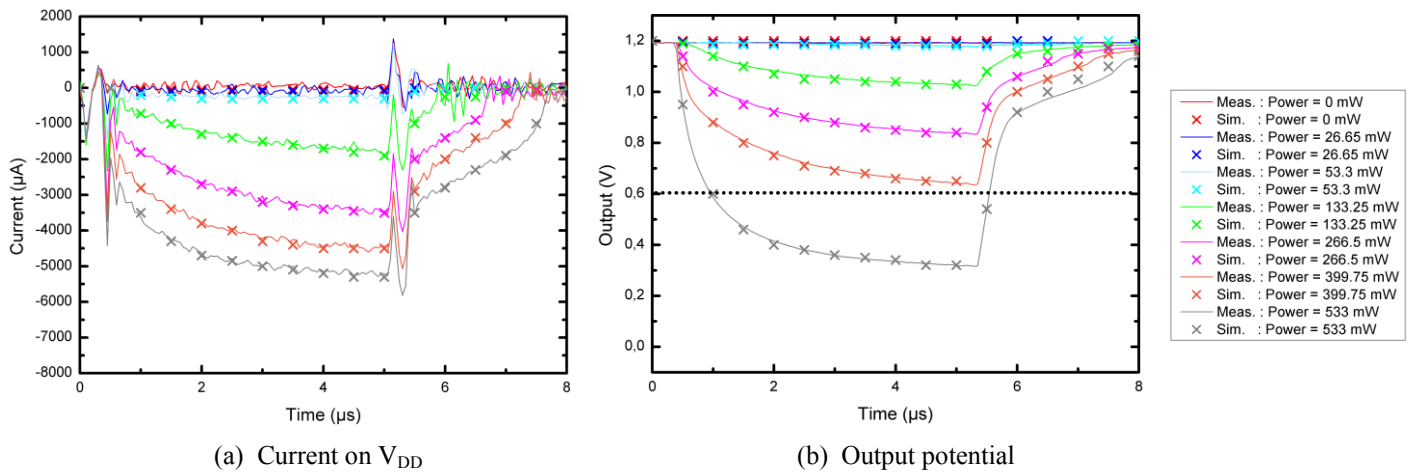 2000
1000
0
-1000
-2000
-3000
-4000
-5000
-6000
-7000
-8000
Current (µA)
0
2
4
6
8
Time (µs)
(a) Current on VDD
1,2
1,0
0,8
0,6
0,4
0,2
0,0
Output (V)
0
2
4
6
8
Time (µs)
(b) Output potential
Meas. : Power = 0 mW
Sim. : Power = 0 mW
Meas. : Power = 26.65 mW
Sim. : Power = 26.65 mW
Meas. : Power = 53.3 mW
Sim. : Power = 53.3 mW
Meas. : Power = 133.25 mW
Sim. : Power = 133.25 mW
Meas. : Power = 266.5 mW
Sim. : Power = 266.5 mW
Meas. : Power = 399.75 mW
Sim. : Power = 399.75 mW
Meas. : Power = 533 mW
Sim. : Power = 533 mW